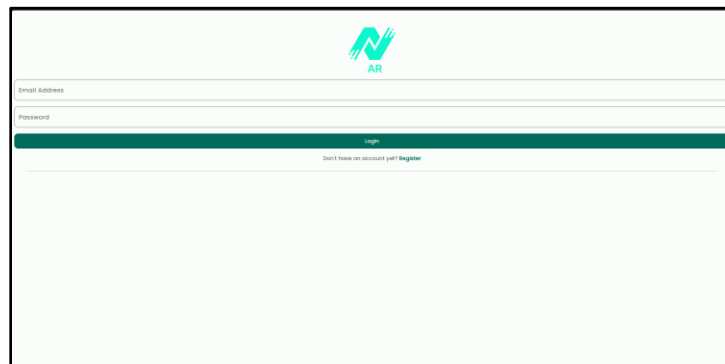 AR
Email Address
Password
Login
Don't have an account yet? Register